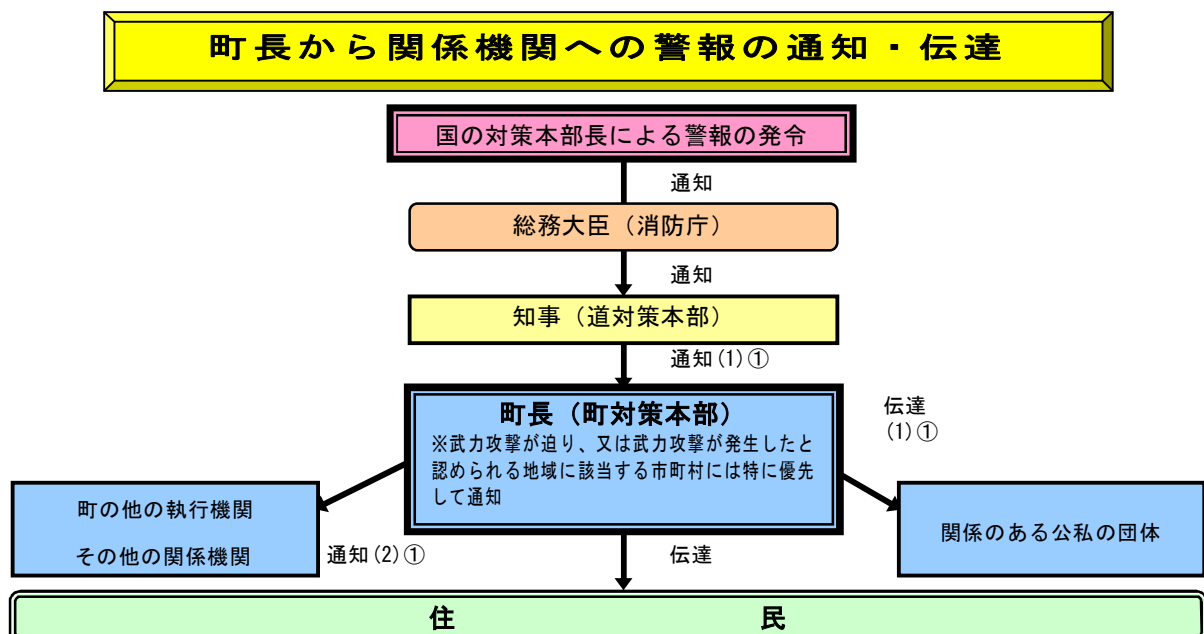 町長から関係機関への警報の通知・伝達
国の対策本部長による警報の発令
通知
総務大臣（消防庁）
通知
知事（道対策本部）
通知(1)①
町長（町対策本部）
※武力攻撃が迫り、又は武力攻撃が発生したと
認められる地域に該当する市町村には特に優先
して通知
伝達
(1)①
町の他の執行機関
その他の関係機関
通知(2)①
伝達
関係のある公私の団体
住 民